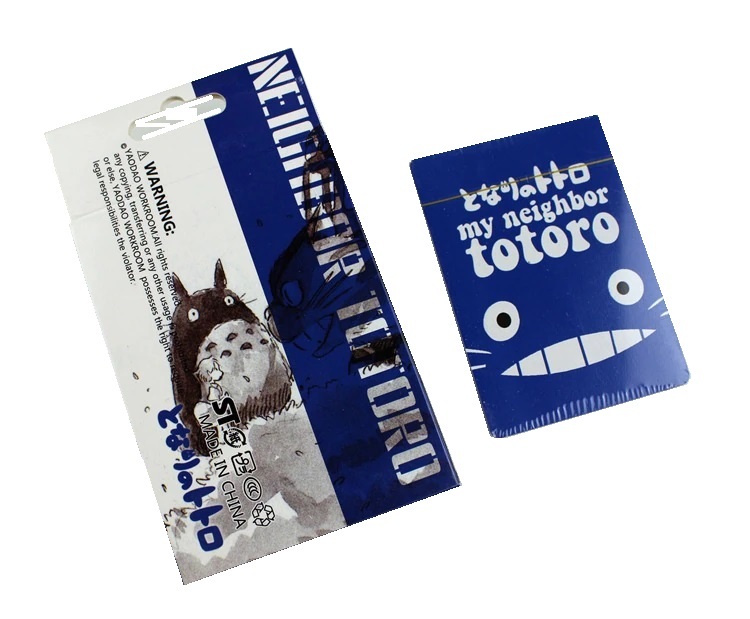 NEIGHBOR TOTORO
WARNING:
©YAODAO WORKROOM.All rights reserved
any copying, transferring or any other usage
or else, YAODAO WORKROOM possesses the right to
legal responsibilities the violator.
となりのトトロ
ST
MADE IN CHINA
CCC
となりのトトロ
my neighbor
totoro